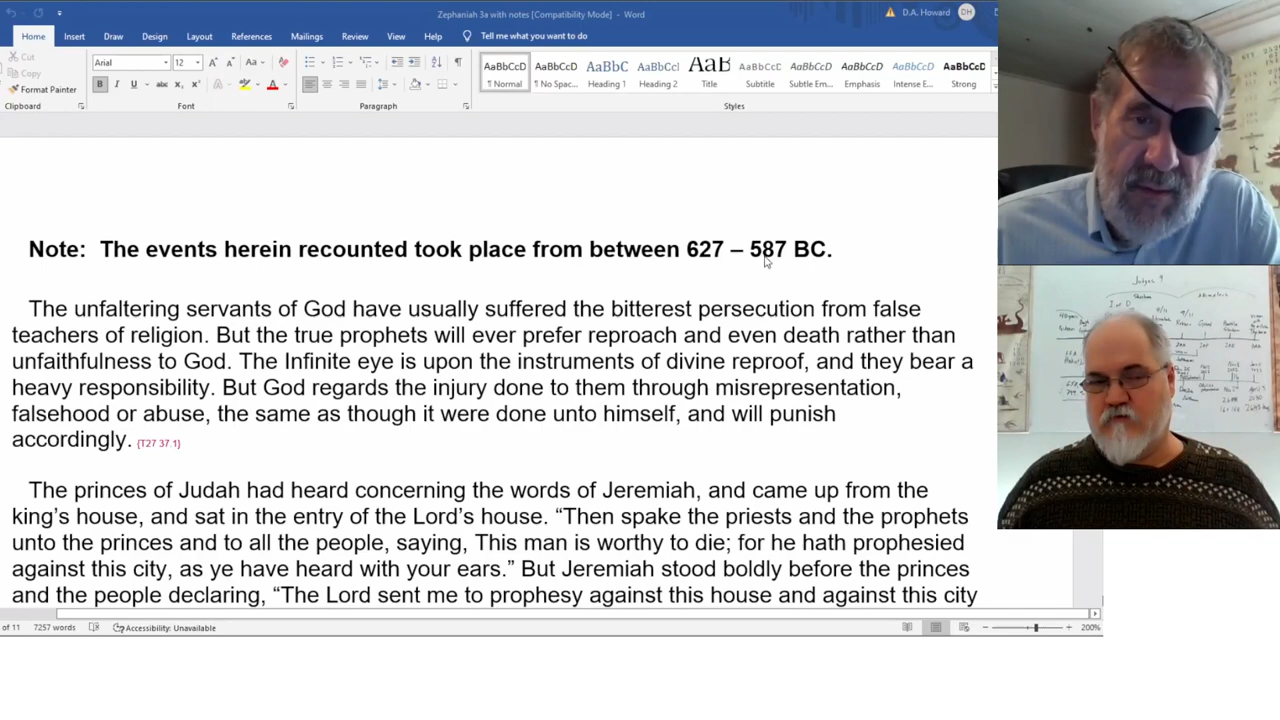 Zephaniah 3a with notes [Compatibility Mode] - Word
D.A. Howard DH
Home Insert Draw Design Layout References Mailings Review View Help Tell me what you want to do
Cut
Copy
Format Painter
Clipboard
Arial 12
Font
Paragraph
AaBbCcD AaBbCcD AaBbC AaBbCcl AaB AaBbCcD AaBbCcD AaBbCcD AaBbCcD AaBbCcD
¶ Normal ¶ No Spac... Heading 1 Heading 2 Title Subtitle Subtle Em... Emphasis Intense E... Strong
Styles
Note: The events herein recounted took place from between 627 – 587 BC.
The unfaltering servants of God have usually suffered the bitterest persecution from false
teachers of religion. But the true prophets will ever prefer reproach and even death rather than
unfaithfulness to God. The Infinite eye is upon the instruments of divine reproof, and they bear a
heavy responsibility. But God regards the injury done to them through misrepresentation,
falsehood or abuse, the same as though it were done unto himself, and will punish
accordingly. {T27 37.1}
The princes of Judah had heard concerning the words of Jeremiah, and came up from the
king’s house, and sat in the entry of the Lord’s house. “Then spake the priests and the prophets
unto the princes and to all the people, saying, This man is worthy to die; for he hath prophesied
against this city, as ye have heard with your ears.” But Jeremiah stood boldly before the princes
and the people declaring, “The Lord sent me to prophesy against this house and against this city
of 11 7257 words Accessibility: Unavailable 200%
Judges 9